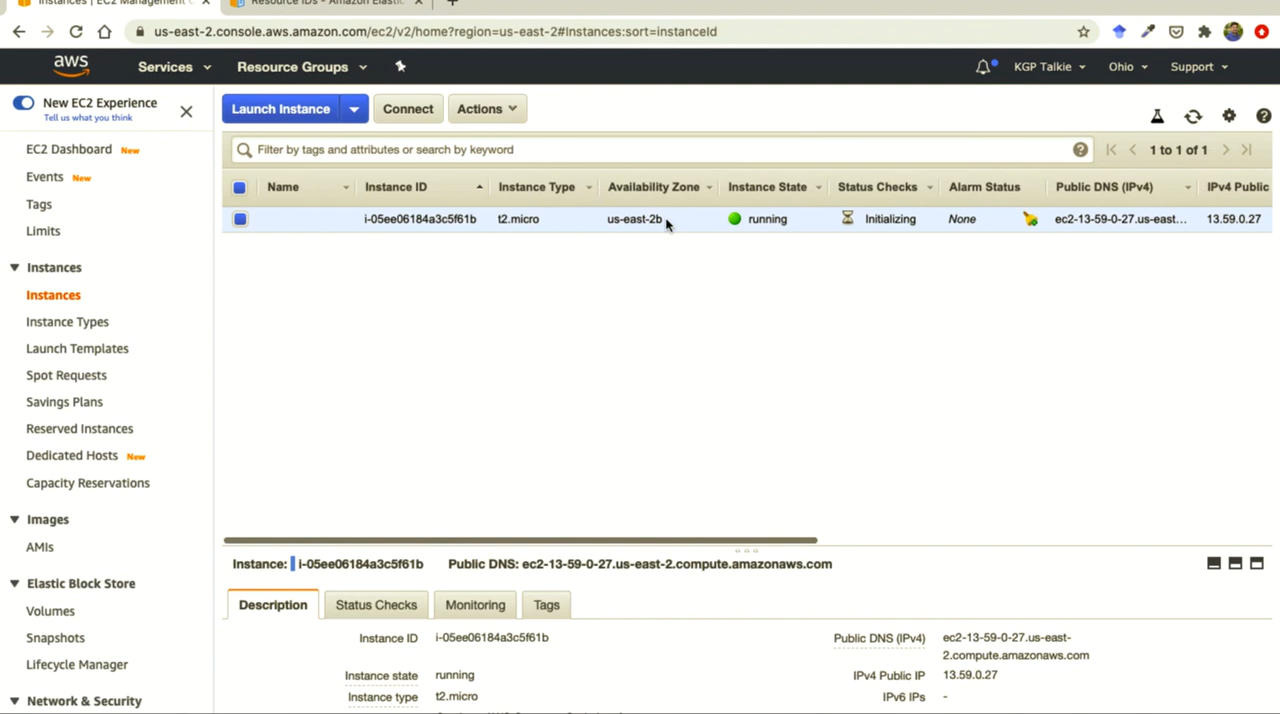 Instances | EC2 Management C
Resource IDs - Amazon Elastic
us-east-2.console.aws.amazon.com/ec2/v2/home?region=us-east-2#Instances:sort=instanceId
aws Services Resource Groups KGP Talkie Ohio Support
New EC2 Experience
Tell us what you think
EC2 Dashboard New
Events New
Tags
Limits
Instances
Instances
Instance Types
Launch Templates
Spot Requests
Savings Plans
Reserved Instances
Dedicated Hosts New
Capacity Reservations
Images
AMIs
Elastic Block Store
Volumes
Snapshots
Lifecycle Manager
Network & Security
Launch Instance Connect Actions
Filter by tags and attributes or search by keyword
1 to 1 of 1
Name Instance ID Instance Type Availability Zone Instance State Status Checks Alarm Status Public DNS (IPv4) IPv4 Public
i-05ee06184a3c5f61b t2.micro us-east-2b running Initializing None ec2-13-59-0-27.us-east... 13.59.0.27
Instance: i-05ee06184a3c5f61b Public DNS: ec2-13-59-0-27.us-east-2.compute.amazonaws.com
Description Status Checks Monitoring Tags
Instance ID i-05ee06184a3c5f61b
Instance state running
Instance type t2.micro
Public DNS (IPv4) ec2-13-59-0-27.us-east-
2.compute.amazonaws.com
IPv4 Public IP 13.59.0.27
IPv6 IPs -